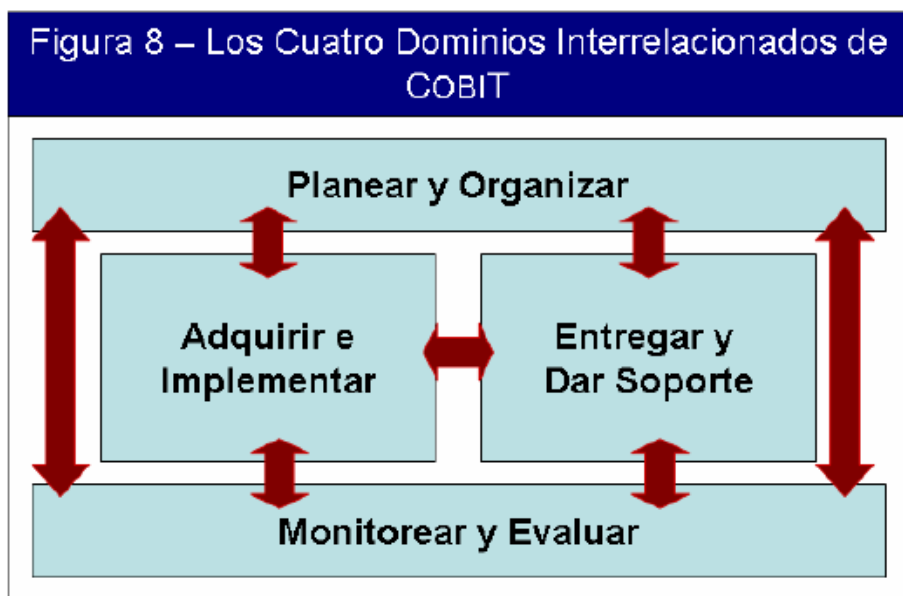 Figura 8 – Los Cuatro Dominios Interrelacionados de
COBIT
Planear y Organizar
Adquirir e
Implementar
Entregar y
Dar Soporte
Monitorear y Evaluar